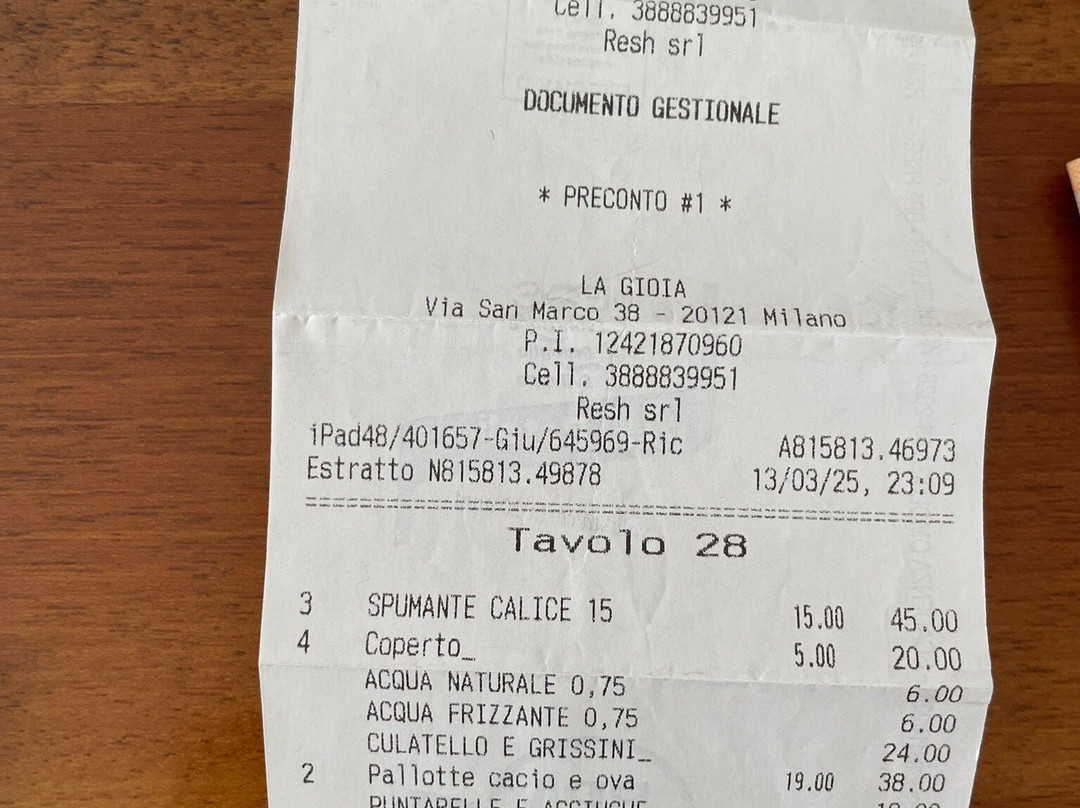 Cell. 3888839951
Resh srl
DOCUMENTO GESTIONALE
* PRECONTO #1 *
LA GIOIA
Via San Marco 38 - 20121 Milano
P.I. 12421870960
Cell. 3888839951
Resh srl
iPad48/401657-Giu/645969-Ric A815813.46973
Estratto N815813.49878 13/03/25, 23:09
Tavolo 28
3 SPUMANTE CALICE 15 15.00 45.00
4 Coperto_ 5.00 20.00
ACQUA NATURALE 0,75 6.00
ACQUA FRIZZANTE 0,75 6.00
CULATELLO E GRISSINI_ 24.00
2 Pallotte cacio e ova 19.00 38.00
PUNTARELLE E ACCIUGHE